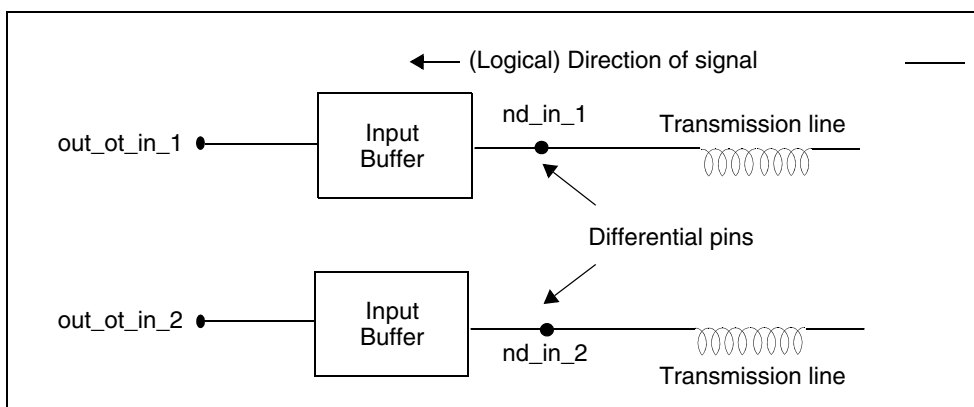 (Logical) Direction of signal
out_ot_in_1
Input
Buffer
nd_in_1
Transmission line
Differential pins
out_ot_in_2
Input
Buffer
nd_in_2
Transmission line